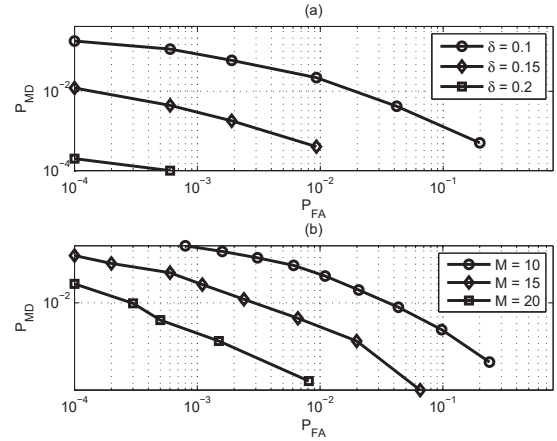 (a)
P_MD
10^-2
10^-4
δ = 0.1
δ = 0.15
δ = 0.2
10^-4 10^-3 10^-2 10^-1
P_FA
(b)
P_MD
10^-2
M = 10
M = 15
M = 20
10^-4 10^-3 10^-2 10^-1
P_FA